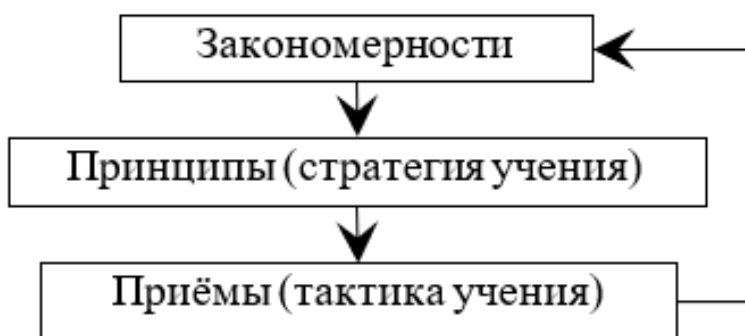 Закономерности
Принципы (стратегия учения)
Приёмы (тактика учения)